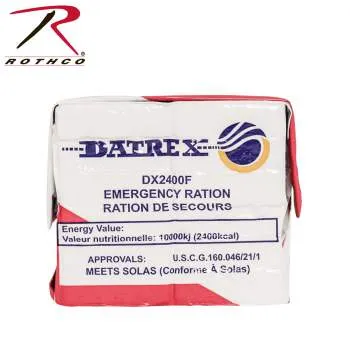 R
ROTHCO
DATREX
DX2400F
EMERGENCY RATION
RATION DE SECOURS
Energy Value:
Valeur nutritionnelle: 10000kj (2400kcal)
APPROVALS: U.S.C.G.160.046/21/1
MEETS SOLAS (Conforme À Solas)